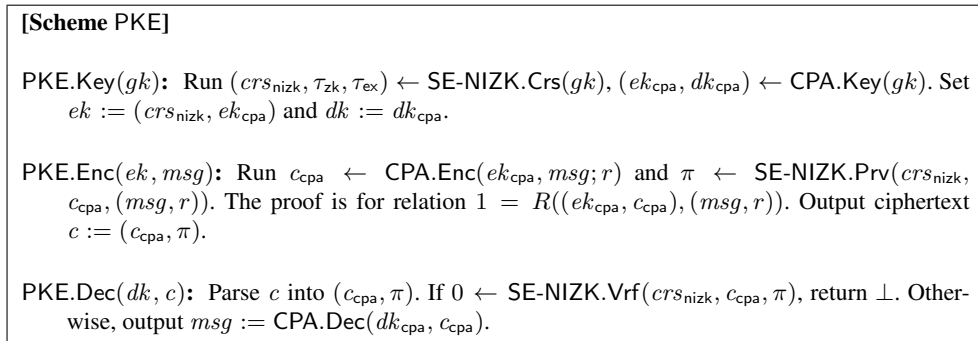 [Scheme PKE]
PKE.Key(gk): Run (crs_nizk, τ_zk, τ_ex) ← SE-NIZK.Crs(gk), (ek_cpa, dk_cpa) ← CPA.Key(gk). Set
ek := (crs_nizk, ek_cpa) and dk := dk_cpa.
PKE.Enc(ek, msg): Run c_cpa ← CPA.Enc(ek_cpa, msg; r) and π ← SE-NIZK.Prv(crs_nizk,
c_cpa, (msg, r)). The proof is for relation 1 = R((ek_cpa, c_cpa), (msg, r)). Output ciphertext
c := (c_cpa, π).
PKE.Dec(dk, c): Parse c into (c_cpa, π). If 0 ← SE-NIZK.Vrf(crs_nizk, c_cpa, π), return ⊥. Other-
wise, output msg := CPA.Dec(dk_cpa, c_cpa).